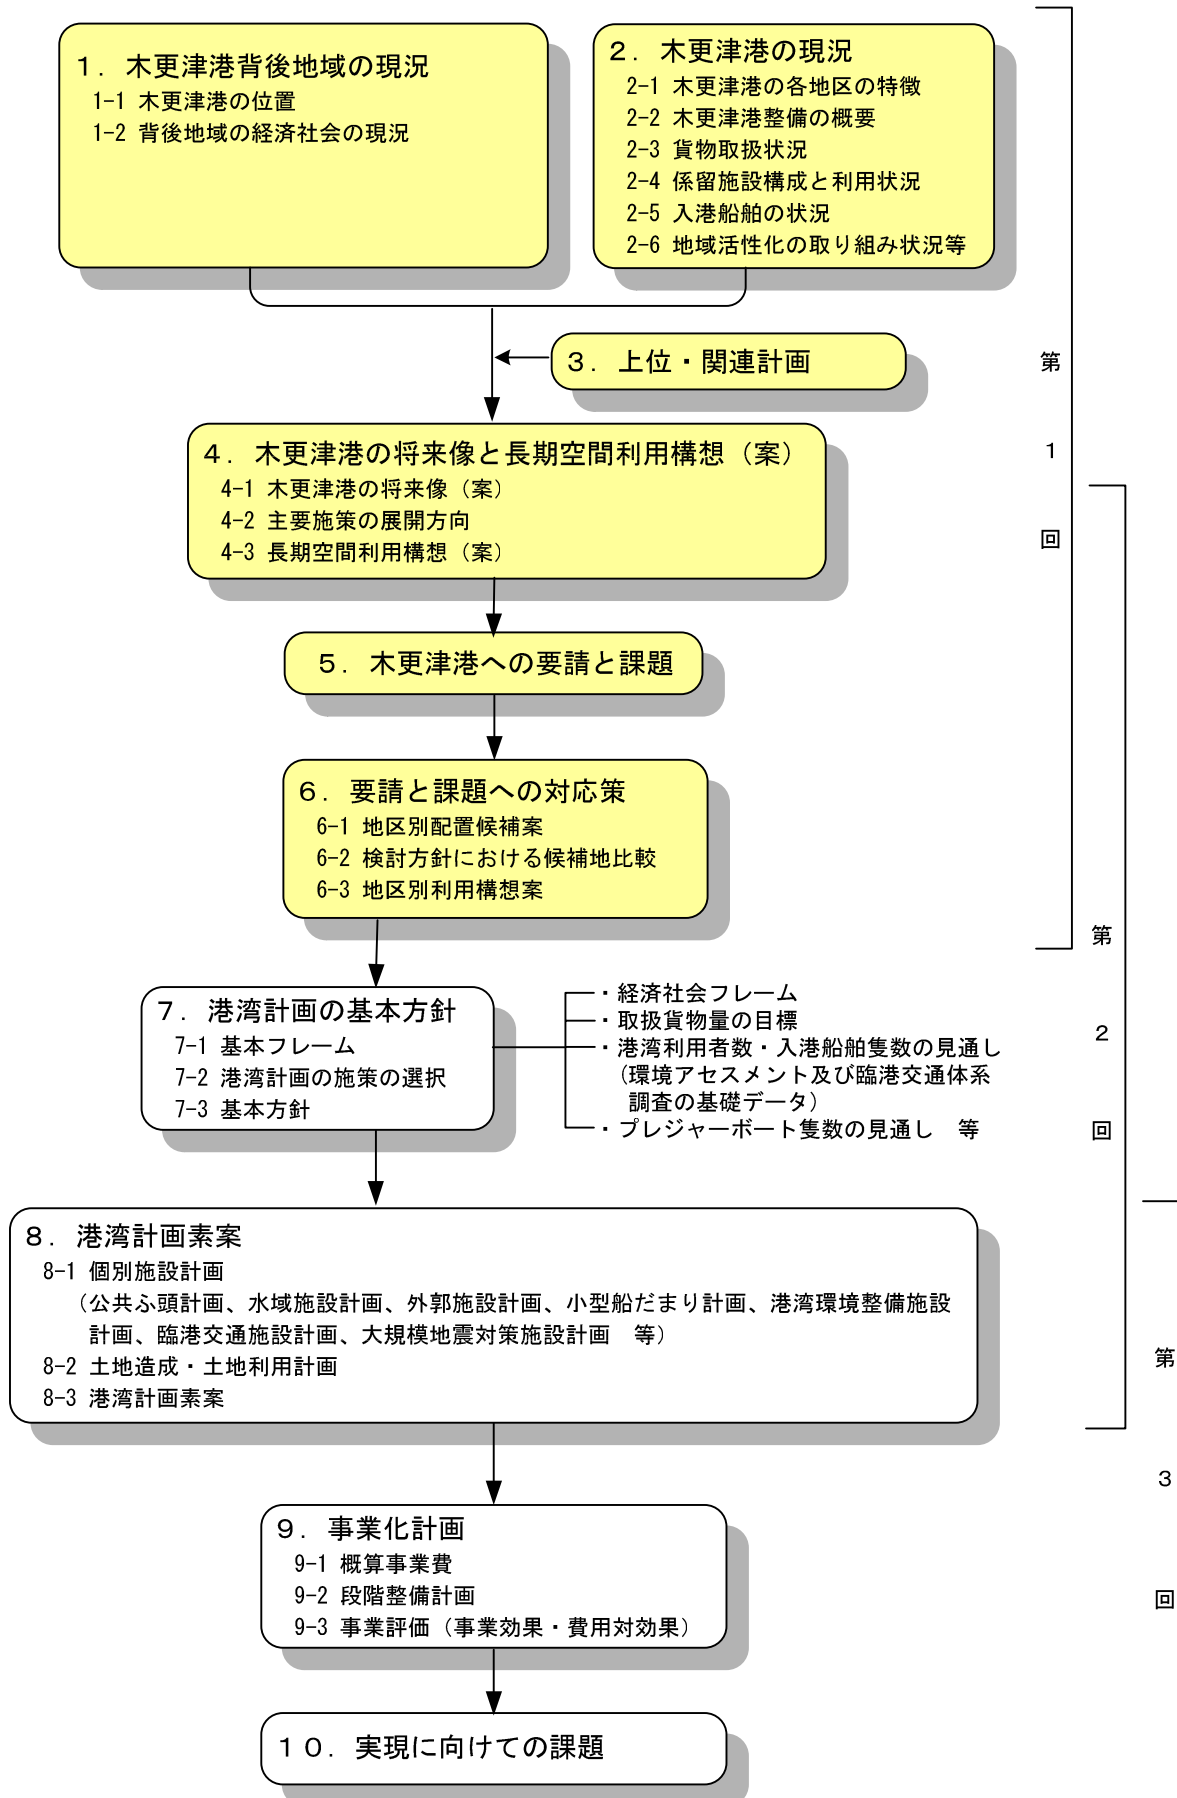 １．木更津港背後地域の現況
1-1 木更津港の位置
1-2 背後地域の経済社会の現況
２．木更津港の現況
2-1 木更津港の各地区の特徴
2-2 木更津港整備の概要
2-3 貨物取扱状況
2-4 係留施設構成と利用状況
2-5 入港船舶の状況
2-6 地域活性化の取り組み状況等
３．上位・関連計画
４．木更津港の将来像と長期空間利用構想（案）
4-1 木更津港の将来像（案）
4-2 主要施策の展開方向
4-3 長期空間利用構想（案）
５．木更津港への要請と課題
６．要請と課題への対応策
6-1 地区別配置候補案
6-2 検討方針における候補地比較
6-3 地区別利用構想案
７．港湾計画の基本方針
7-1 基本フレーム
7-2 港湾計画の施策の選択
7-3 基本方針
・経済社会フレーム
・取扱貨物量の目標
・港湾利用者数・入港船舶隻数の見通し
（環境アセスメント及び臨港交通体系
調査の基礎データ）
・プレジャーボート隻数の見通し　等
８．港湾計画素案
8-1 個別施設計画
（公共ふ頭計画、水域施設計画、外郭施設計画、小型船だまり計画、港湾環境整備施設
計画、臨港交通施設計画、大規模地震対策施設計画　等）
8-2 土地造成・土地利用計画
8-3 港湾計画素案
９．事業化計画
9-1 概算事業費
9-2 段階整備計画
9-3 事業評価（事業効果・費用対効果）
１０．実現に向けての課題
第１回
第２回
第３回